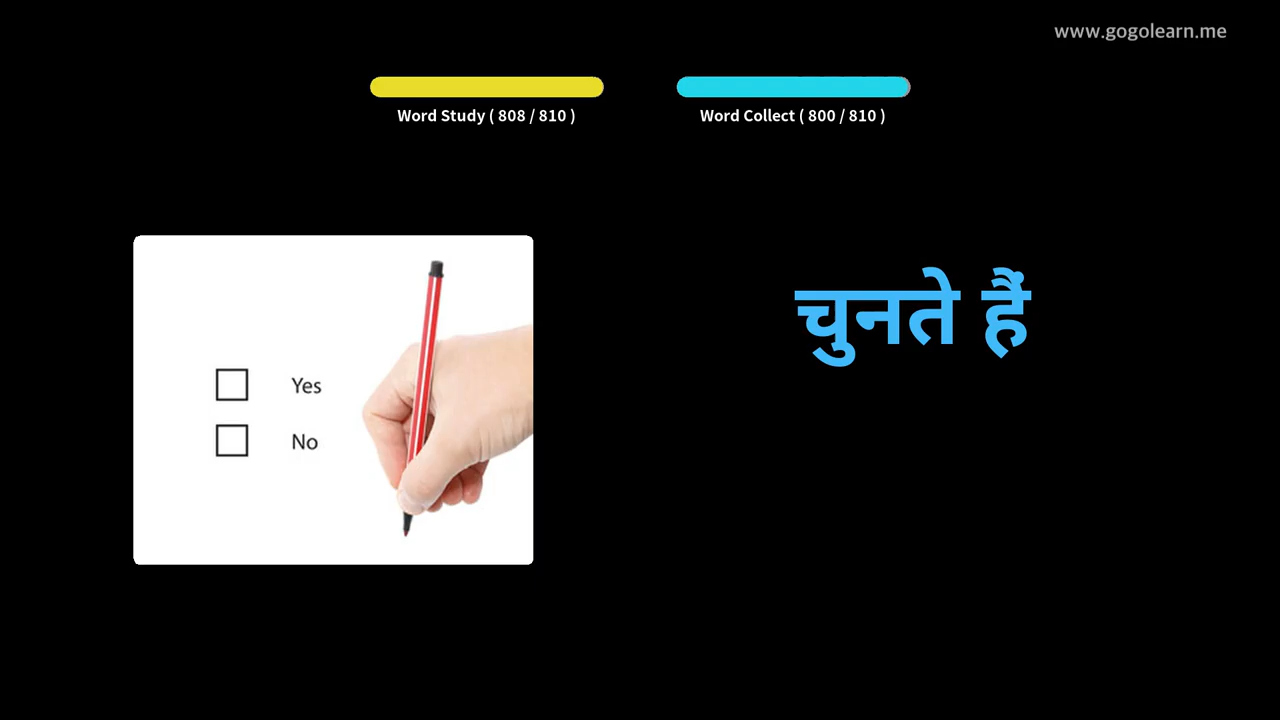 www.gogolearn.me
Word Study ( 808 / 810 )
Word Collect ( 800 / 810 )
चुनते हैं
Yes
No